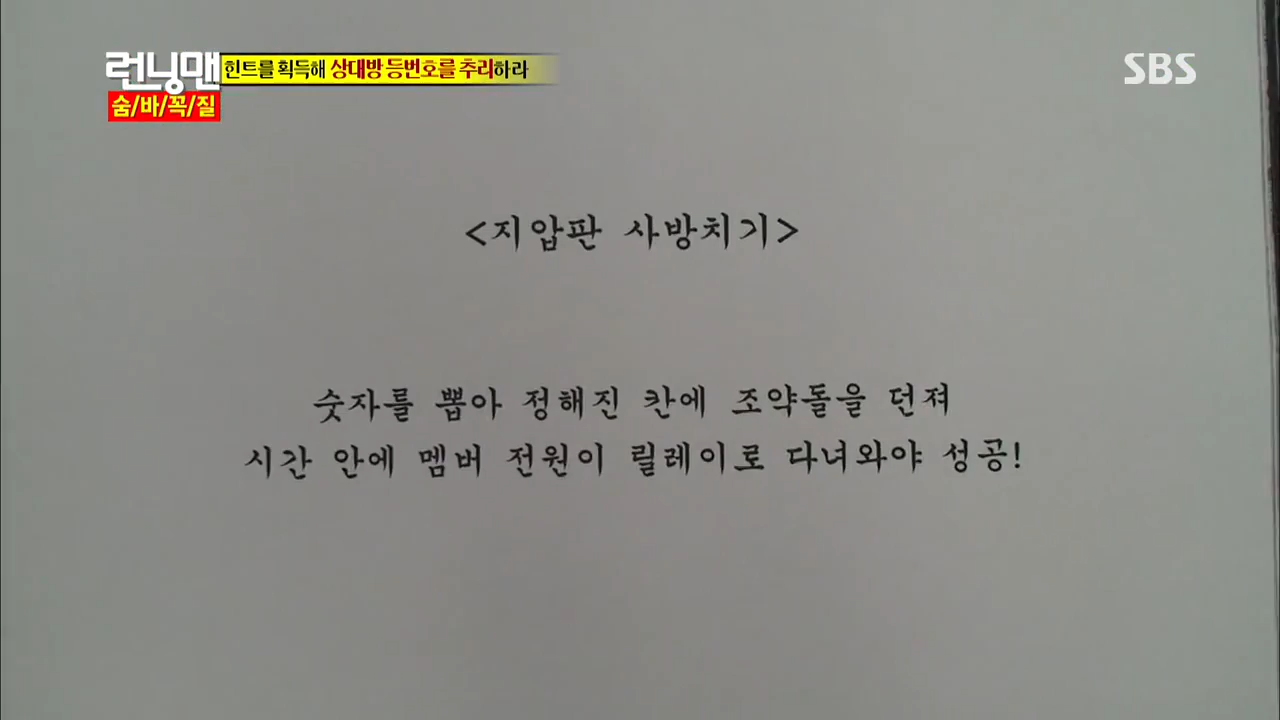 런닝맨 힌트를 획득해 상대방 등번호를 추리하라
숨/바/꼭/질
SBS
<지압판 사방치기>
숫자를 뽑아 정해진 칸에 조약돌을 던져
시간 안에 멤버 전원이 릴레이로 다녀와야 성공!